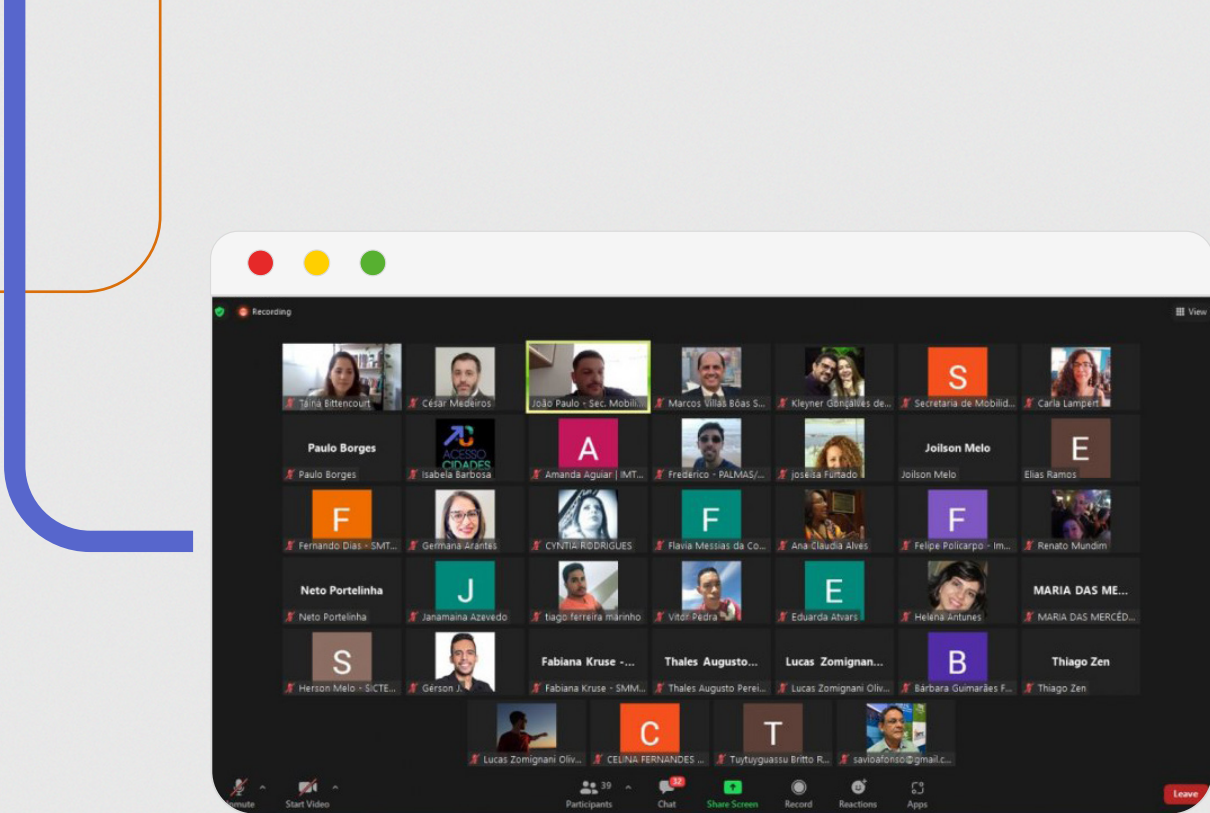 Recording
View
Taina Bittencourt
César Medeiros
João Paulo - Sec. Mobili...
Marcos Villas Bôas S...
Kleyner Gonçalves de...
S
Secretaria de Mobilid...
Carla Lampert
Paulo Borges
Paulo Borges
ACESSO
CIDADES
Isabela Barbosa
A
Amanda Aguiar | IMT...
Frederico - PALMAS/...
joseísa Furtado
Joilson Melo
Joilson Melo
E
Elias Ramos
F
Fernando Dias - SMT...
Germana Arantes
CYNTIA RODRIGUES
F
Flavia Messias da Co...
Ana Claudia Alves
F
Felipe Policarpo - Im...
Renato Mundim
Neto Portelinha
Neto Portelinha
J
Janamaina Azevedo
tiago ferreira marinho
Vitor Pedra
E
Eduarda Atvars
Helena Antunes
MARIA DAS ME...
MARIA DAS MERCÊD...
S
Herson Melo - SICTE...
Gérson J.
Fabiana Kruse -...
Fabiana Kruse - SMM...
Thales Augusto...
Thales Augusto Perei...
Lucas Zomignan...
Lucas Zomignani Oliv...
B
Bárbara Guimarães F...
Thiago Zen
Thiago Zen
Lucas Zomignani Oliv...
C
CELINA FERNANDES ...
T
Tuytuyguassu Britto R...
savioafonso@gmail.c...
Start Video
39
Participants
32
Chat
Share Screen
Record
Reactions
Apps
Leave